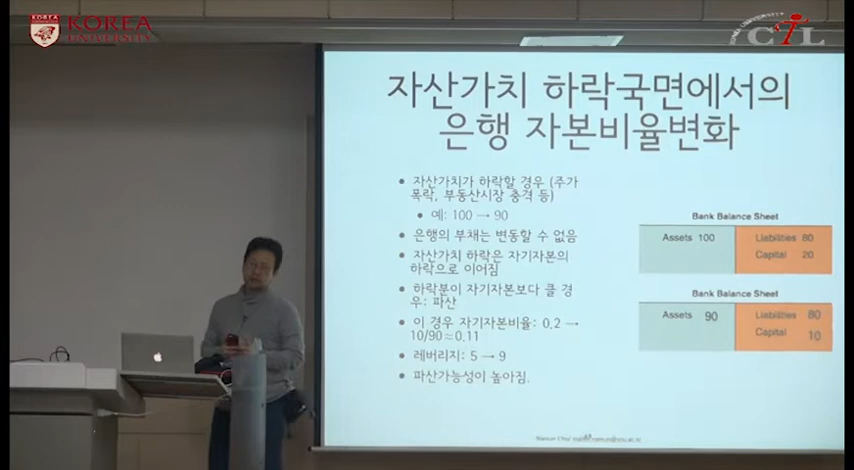 KOREA
UNIVERSITY
CTL
자산가치 하락국면에서의
은행 자본비율변화
• 자산가치가 하락할 경우 (주가
폭락, 부동산시장 충격 등)
• 예: 100 → 90
• 은행의 부채는 변동할 수 없음
• 자산가치 하락은 자기자본의
하락으로 이어짐
• 하락분이 자기자본보다 클 경
우: 파산
• 이 경우 자기자본비율: 0.2 →
10/90≈0.11
• 레버리지: 5 → 9
• 파산가능성이 높아짐.
Bank Balance Sheet
Assets 100 Liabilities 80
Capital 20
Bank Balance Sheet
Assets 90 Liabilities 80
Capital 10